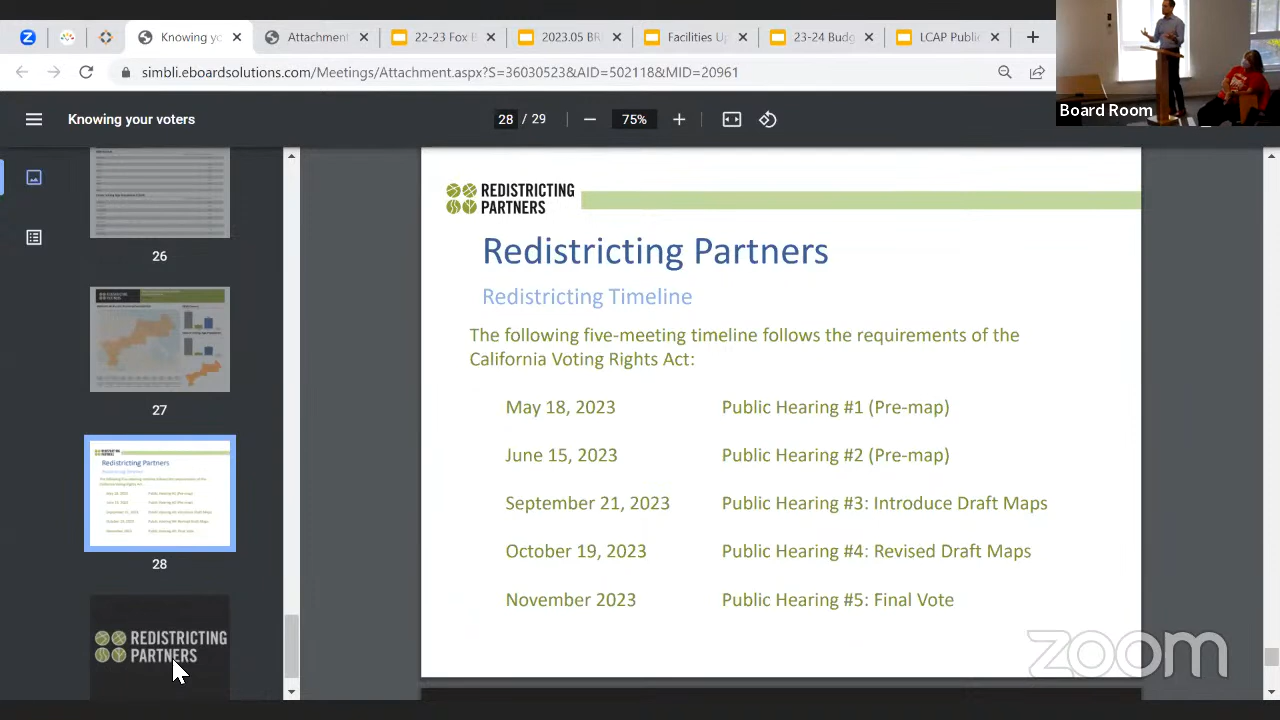 Knowing yo
Attachment
22-23 Fox B
2023.05 BR
Facilities U
23-24 Budg
LCAP Publi
simbli.eboardsolutions.com/Meetings/Attachment.aspx?S=36030523&AID=502118&MID=20961
Board Room
Knowing your voters
28 / 29
75%
26
27
Redistricting Partners
28
REDISTRICTING
PARTNERS
REDISTRICTING
PARTNERS
Redistricting Partners
Redistricting Timeline
The following five-meeting timeline follows the requirements of the
California Voting Rights Act:
May 18, 2023 Public Hearing #1 (Pre-map)
June 15, 2023 Public Hearing #2 (Pre-map)
September 21, 2023 Public Hearing #3: Introduce Draft Maps
October 19, 2023 Public Hearing #4: Revised Draft Maps
November 2023 Public Hearing #5: Final Vote
zoom